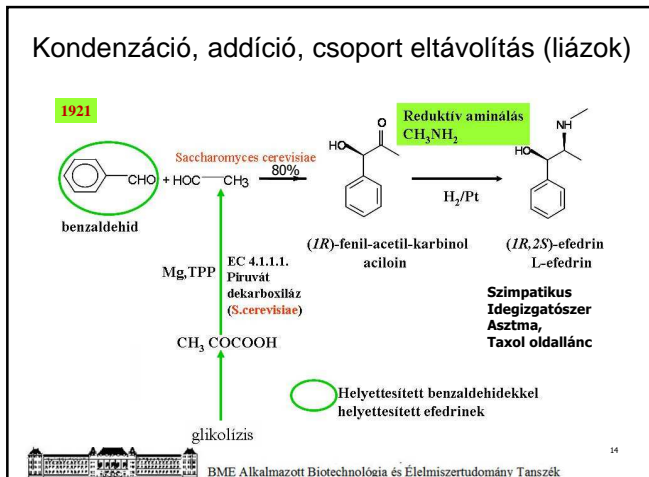 Kondenzáció, addíció, csoport eltávolítás (liázok)
1921
CHO + HOC CH3
Saccharomyces cerevisiae
80%
benzaldehid
HO
O
Reduktív aminálás
CH3NH2
H2/Pt
NH
HO
(1R)-fenil-acetil-karbinol
aciloin
(1R,2S)-efedrin
L-efedrin
Mg,TPP
EC 4.1.1.1.
Piruvát
dekarboxiláz
(S.cerevisiae)
Szimpatikus
Idegizgatószer
Asztma,
Taxol oldallánc
CH3 COCOOH
Helyettesített benzaldehidekkel
helyettesített efedrinek
glikolízis
14
BME Alkalmazott Biotechnológia és Élelmiszertudomány Tanszék